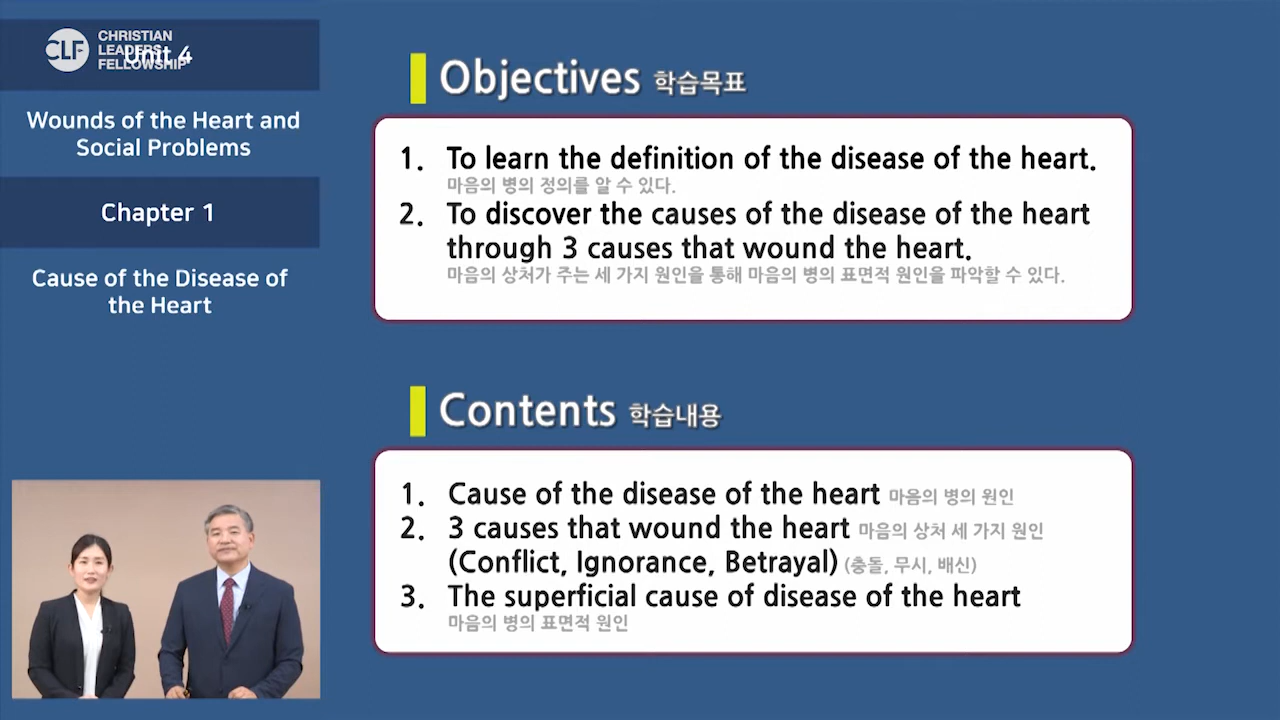 CLF
CHRISTIAN
LEADERS
FELLOWSHIP
Unit 4
Wounds of the Heart and
Social Problems
Chapter 1
Cause of the Disease of
the Heart
Objectives 학습목표
1. To learn the definition of the disease of the heart.
마음의 병의 정의를 알 수 있다.
2. To discover the causes of the disease of the heart
through 3 causes that wound the heart.
마음의 상처가 주는 세 가지 원인을 통해 마음의 병의 표면적 원인을 파악할 수 있다.
Contents 학습내용
1. Cause of the disease of the heart 마음의 병의 원인
2. 3 causes that wound the heart 마음의 상처 세 가지 원인
(Conflict, Ignorance, Betrayal) (충돌, 무시, 배신)
3. The superficial cause of disease of the heart
마음의 병의 표면적 원인